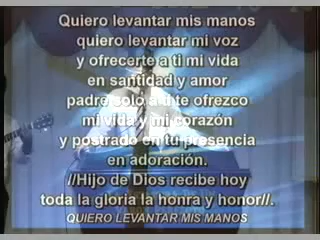 Quiero levantar mis manos
quiero levantar mi voz
y ofrecerte a ti mi vida
en santidad y amor
padre solo a ti te ofrezco
mi vida y mi corazón
y postrado en tu presencia
en adoración.
//Hijo de Dios recibe hoy
toda la gloria la honra y honor//.
QUIERO LEVANTAR MIS MANOS